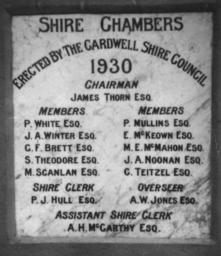 SHIRE CHAMBERS
ERECTED BY THE CARDWELL SHIRE COUNCIL
1930
CHAIRMAN
JAMES THORN ESQ.
MEMBERS MEMBERS
P. WHITE ESQ. P. MULLINS ESQ.
J. A. WINTER ESQ. E. MCKEOWN ESQ.
G. F. BRETT ESQ. M. E. MCMAHON ESQ.
S. THEODORE ESQ. J. A. NOONAN ESQ.
M. SCANLAN ESQ. C. TEITZEL ESQ.
SHIRE CLERK OVERSEER
P. J. HULL ESQ. A. W. JONES ESQ.
ASSISTANT SHIRE CLERK
A. H. MCCARTHY ESQ.